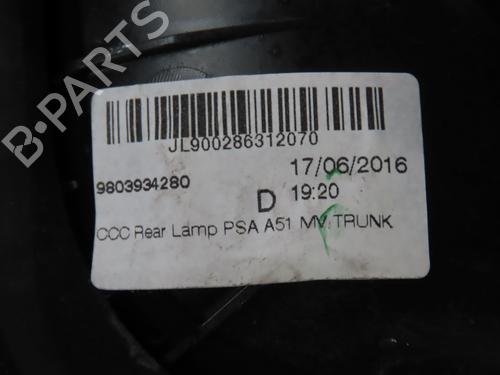 JL900286312070
9803934280
17/06/2016
D
19:20
CCC Rear Lamp PSA A51 MV TRUNK
B-PARTS